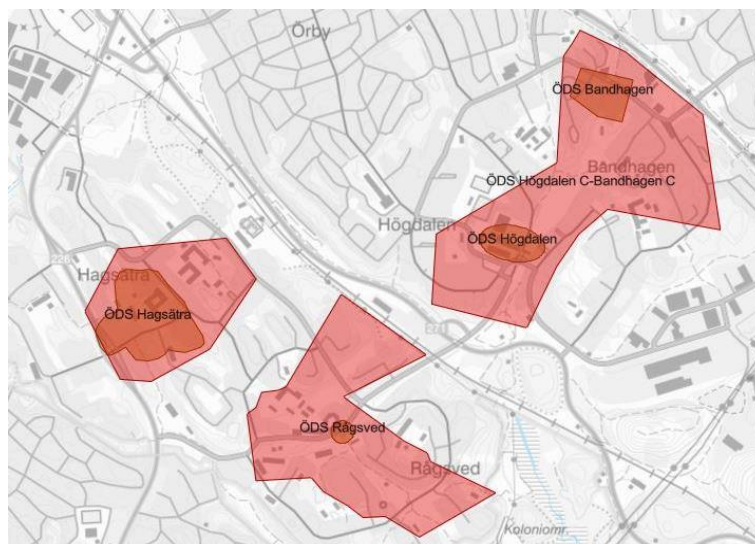 Örby
ÖDS Bandhagen
Bandhagen
ÖDS Högdalen C-Bandhagen C
Högdalen
ÖDS Högdalen
226
Hagsätra
ÖDS Hagsätra
271
ÖDS Rågsved
Rågsved
Koloniomr.